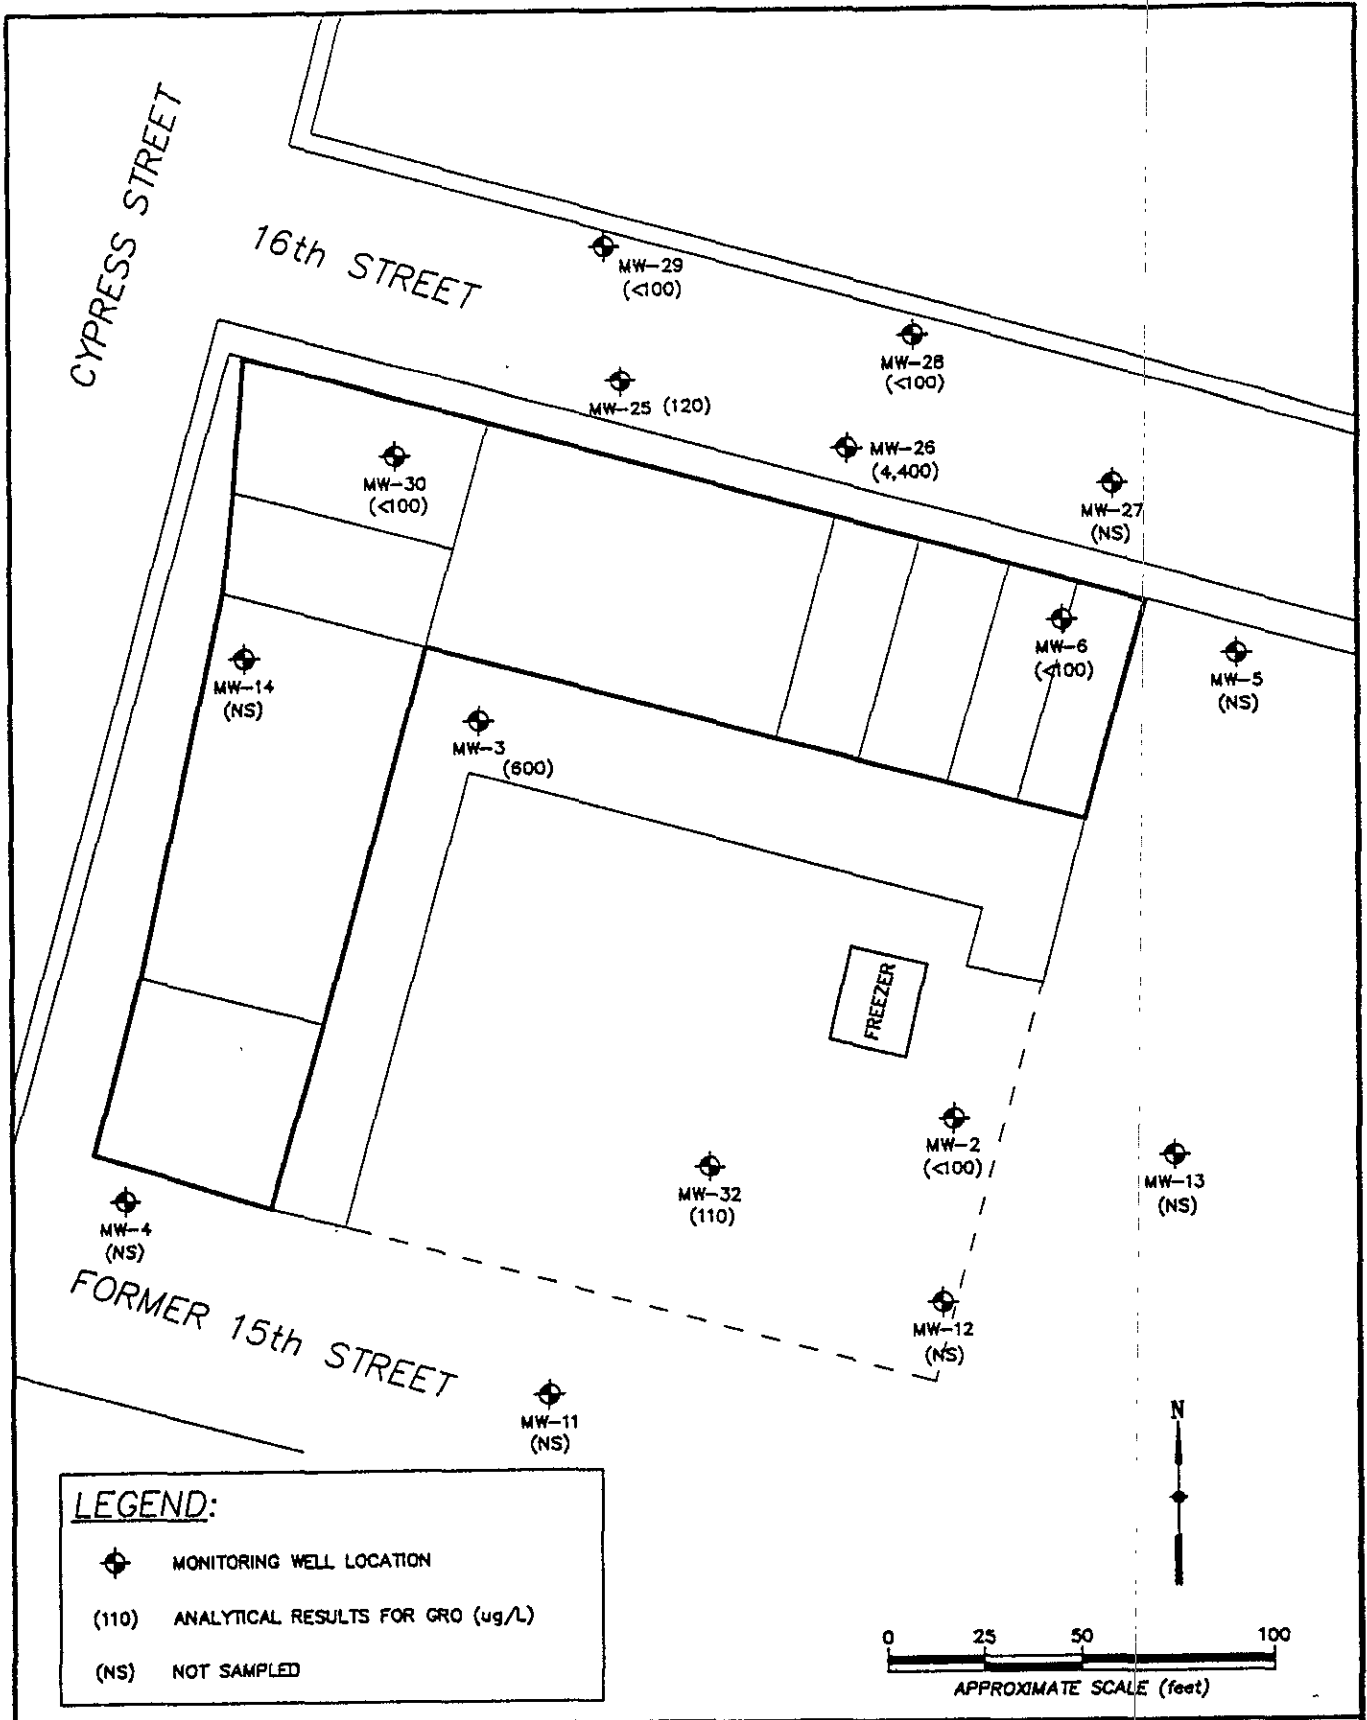 CYPRESS STREET
16th STREET
MW-29
(<100)
MW-28
(<100)
MW-25 (120)
MW-26
(4,400)
MW-30
(<100)
MW-27
(NS)
MW-6
(<100)
MW-5
(NS)
MW-14
(NS)
MW-3
(600)
FREEZER
MW-2
(<100)
MW-13
(NS)
MW-32
(110)
MW-4
(NS)
FORMER 15th STREET
MW-12
(NS)
MW-11
(NS)
N
LEGEND:
MONITORING WELL LOCATION
(110) ANALYTICAL RESULTS FOR GRO (ug/L)
(NS) NOT SAMPLED
0 25 50 100
APPROXIMATE SCALE (feet)